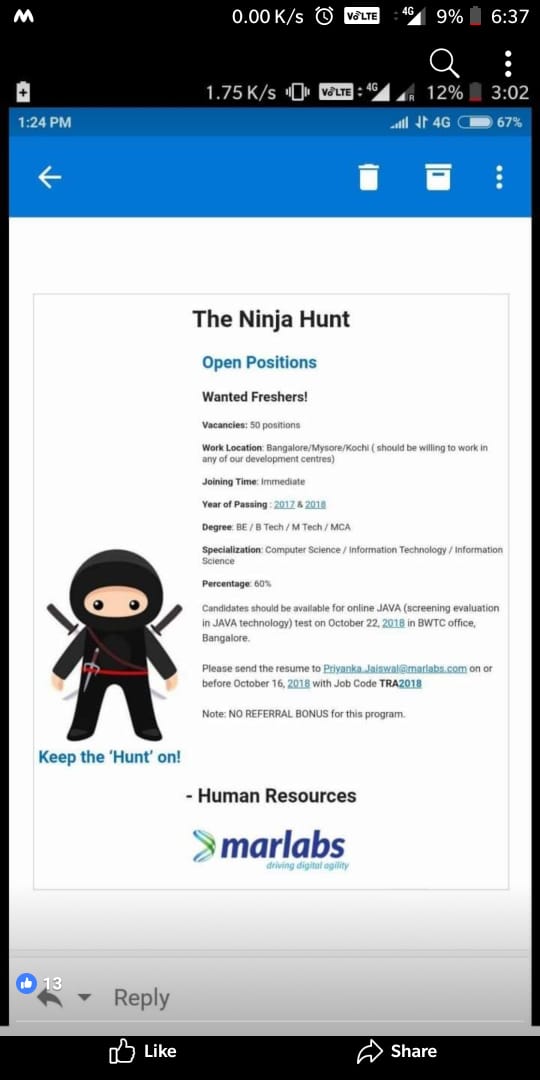 0.00 K/s VoLTE 4G 9% 6:37
1.75 K/s VoLTE 4G R 12% 3:02
1:24 PM 4G 67%
The Ninja Hunt
Open Positions
Wanted Freshers!
Vacancies: 50 positions
Work Location: Bangalore/Mysore/Kochi ( should be willing to work in
any of our development centres)
Joining Time: Immediate
Year of Passing : 2017 & 2018
Degree: BE / B Tech / M Tech / MCA
Specialization: Computer Science / Information Technology / Information
Science
Percentage: 60%
Candidates should be available for online JAVA (screening evaluation
in JAVA technology) test on October 22, 2018 in BWTC office,
Bangalore.
Please send the resume to Priyanka.Jaiswal@marlabs.com on or
before October 16, 2018 with Job Code TRA2018
Note: NO REFERRAL BONUS for this program.
Keep the ‘Hunt’ on!
- Human Resources
marlabs
driving digital agility
13
Reply
Like Share